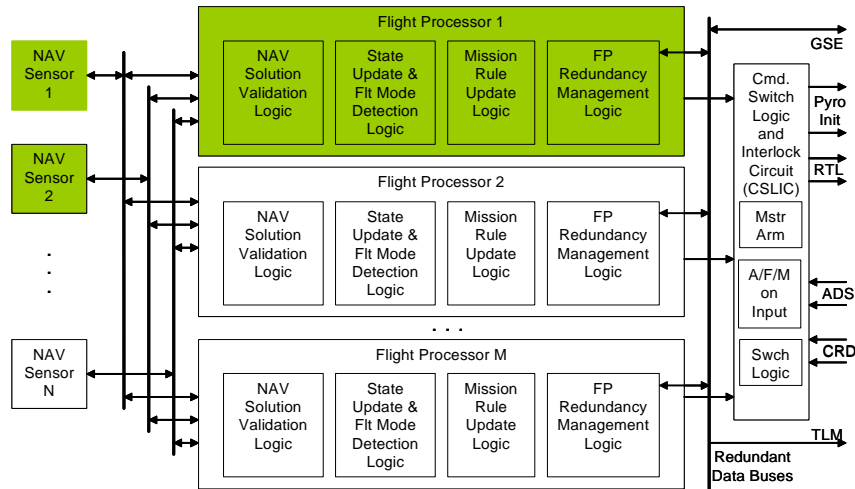 Flight Processor 1
NAV
Sensor
1
NAV
Solution
Validation
Logic
State
Update &
Flt Mode
Detection
Logic
Mission
Rule
Update
Logic
FP
Redundancy
Management
Logic
NAV
Sensor
2
Flight Processor 2
NAV
Solution
Validation
Logic
State
Update &
Flt Mode
Detection
Logic
Mission
Rule
Update
Logic
FP
Redundancy
Management
Logic
. . .
. . .
NAV
Sensor
N
Flight Processor M
NAV
Solution
Validation
Logic
State
Update &
Flt Mode
Detection
Logic
Mission
Rule
Update
Logic
FP
Redundancy
Management
Logic
Cmd.
Switch
Logic
and
Interlock
Circuit
(CSLIC)
Mstr
Arm
A/F/M
on
Input
Swch
Logic
GSE
Pyro
Init
RTL
ADS
CRD
TLM
Redundant
Data Buses